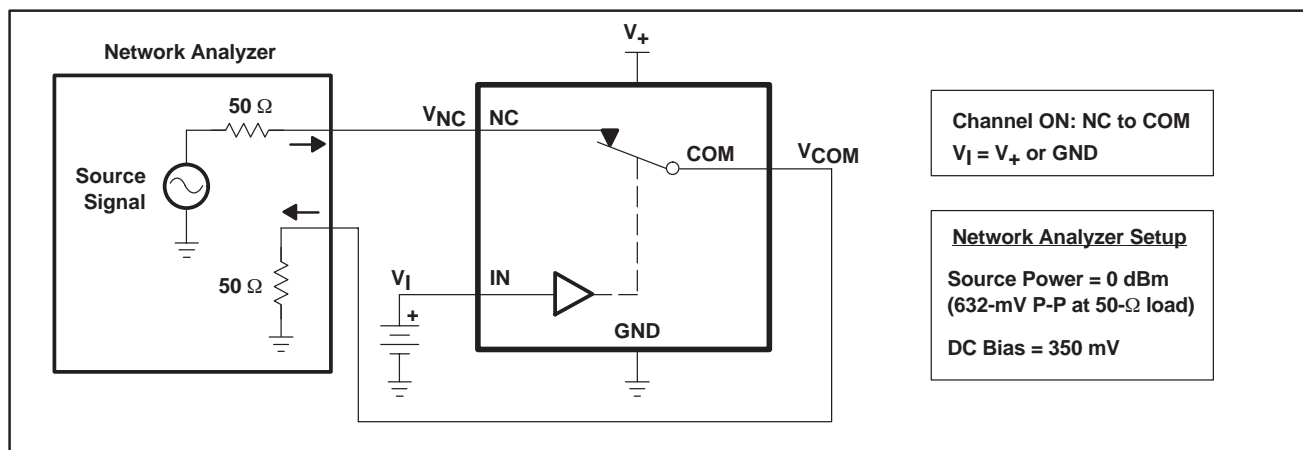 V+
Network Analyzer
50 Ω
VNC
NC
COM
VCOM
Source
Signal
50 Ω
VI
IN
+
GND
Channel ON: NC to COM
VI = V+ or GND
Network Analyzer Setup
Source Power = 0 dBm
(632-mV P-P at 50-Ω load)
DC Bias = 350 mV